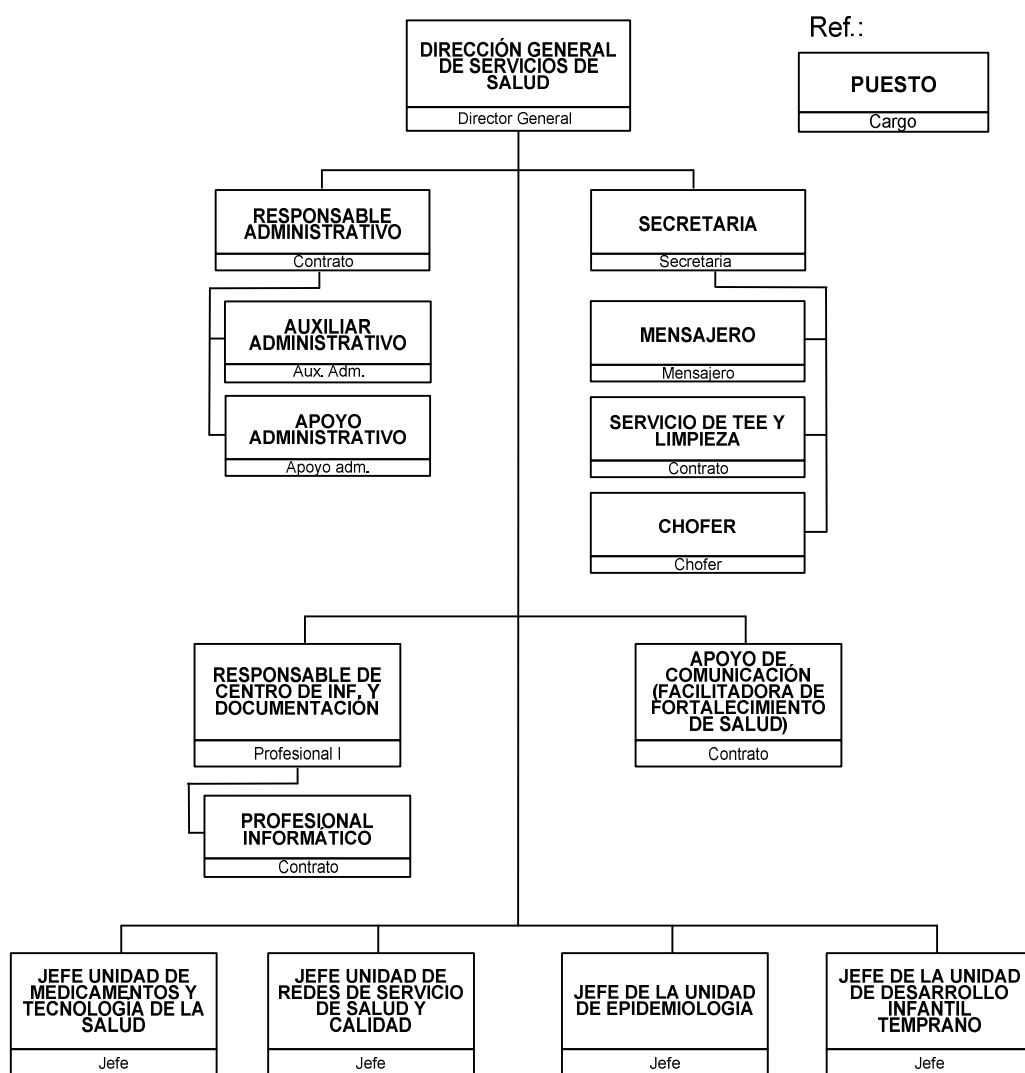 Ref.:
DIRECCIÓN GENERAL
DE SERVICIOS DE
SALUD
Director General
PUESTO
Cargo
RESPONSABLE
ADMINISTRATIVO
Contrato
SECRETARIA
Secretaria
AUXILIAR
ADMINISTRATIVO
Aux. Adm.
MENSAJERO
Mensajero
APOYO
ADMINISTRATIVO
Apoyo adm.
SERVICIO DE TEE Y
LIMPIEZA
Contrato
CHOFER
Chofer
RESPONSABLE DE
CENTRO DE INF, Y
DOCUMENTACIÓN
Profesional I
APOYO DE
COMUNICACIÓN
(FACILITADORA DE
FORTALECIMIENTO
DE SALUD)
Contrato
PROFESIONAL
INFORMÁTICO
Contrato
JEFE UNIDAD DE
MEDICAMENTOS Y
TECNOLOGIA DE LA
SALUD
Jefe
JEFE UNIDAD DE
REDES DE SERVICIO
DE SALUD Y
CALIDAD
Jefe
JEFE DE LA UNIDAD
DE EPIDEMIOLOGIA
Jefe
JEFE DE LA UNIDAD
DE DESARROLLO
INFANTIL
TEMPRANO
Jefe